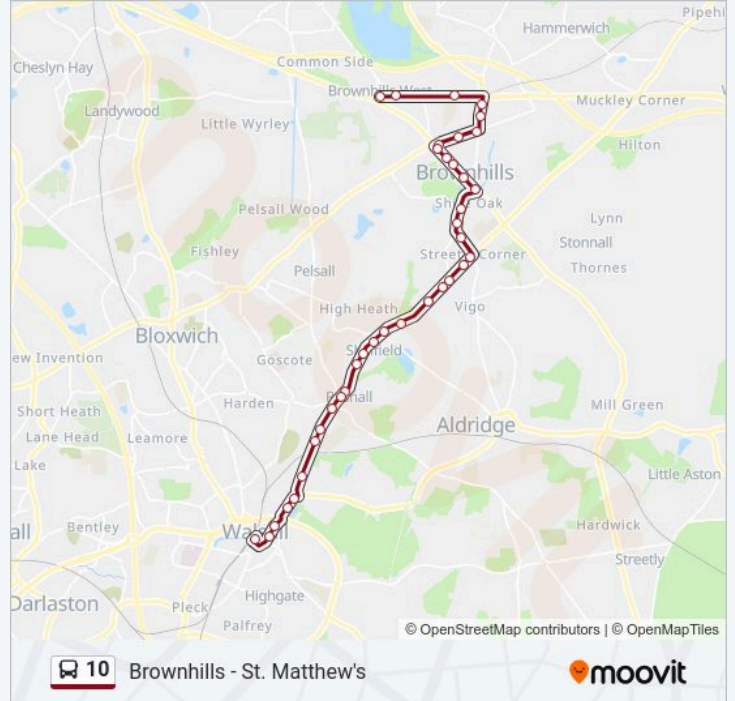 Pipehi
Hammerwich
Common Side
Cheslyn Hay
Brownhills West
Muckley Corner
Landywood
Little Wyrley
Hilton
Brownhills
Pelsall Wood
Shire Oak
Lynn
Stonnall
Fishley
Streets Corner
Thornes
Pelsall
High Heath
Vigo
Bloxwich
Shelfield
ew Invention
Goscote
Rushall
Harden
Mill Green
Short Heath
Aldridge
Lane Head
Leamore
Lake
Little Aston
all
Bentley
Walsall
Hardwick
Streetly
Darlaston
Pleck
Highgate
Palfrey
© OpenStreetMap contributors | © OpenMapTiles
10 Brownhills - St. Matthew's
moovit